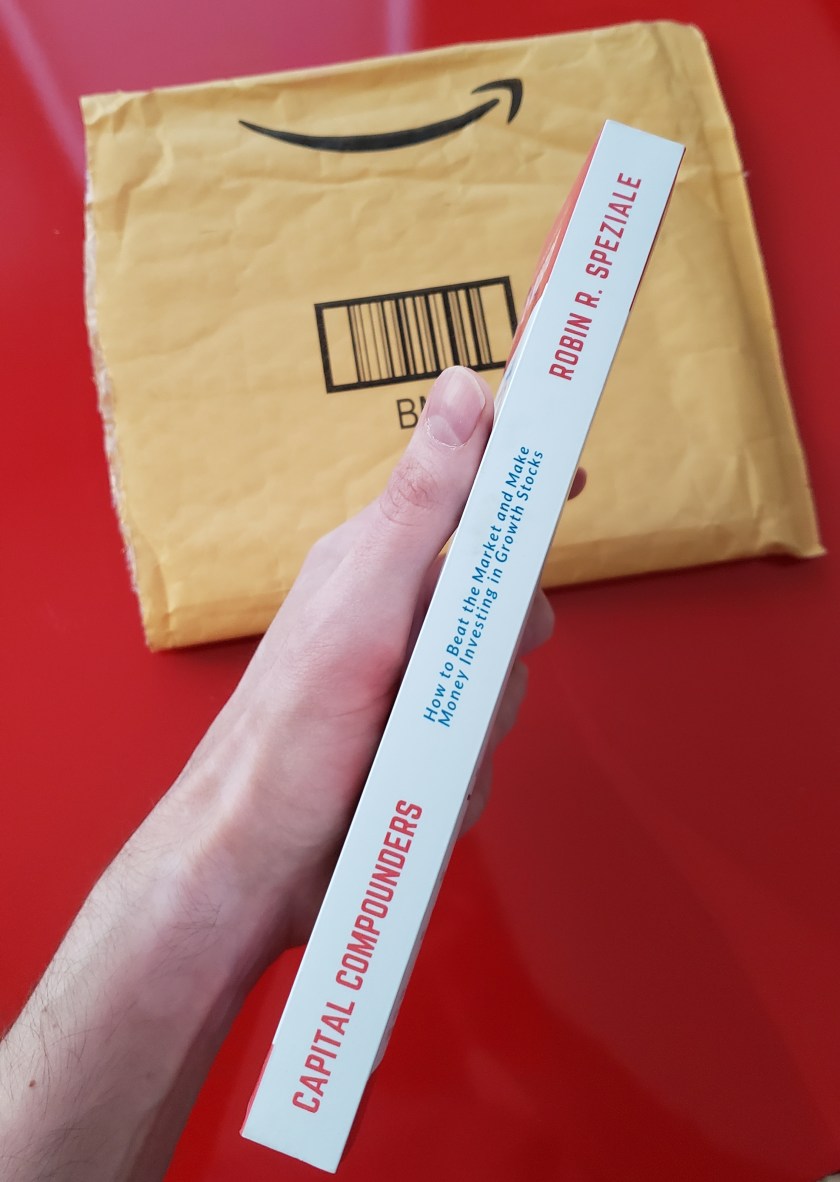 ROBIN R. SPEZIALE
How to Beat the Market and Make
Money Investing in Growth Stocks
CAPITAL COMPOUNDERS